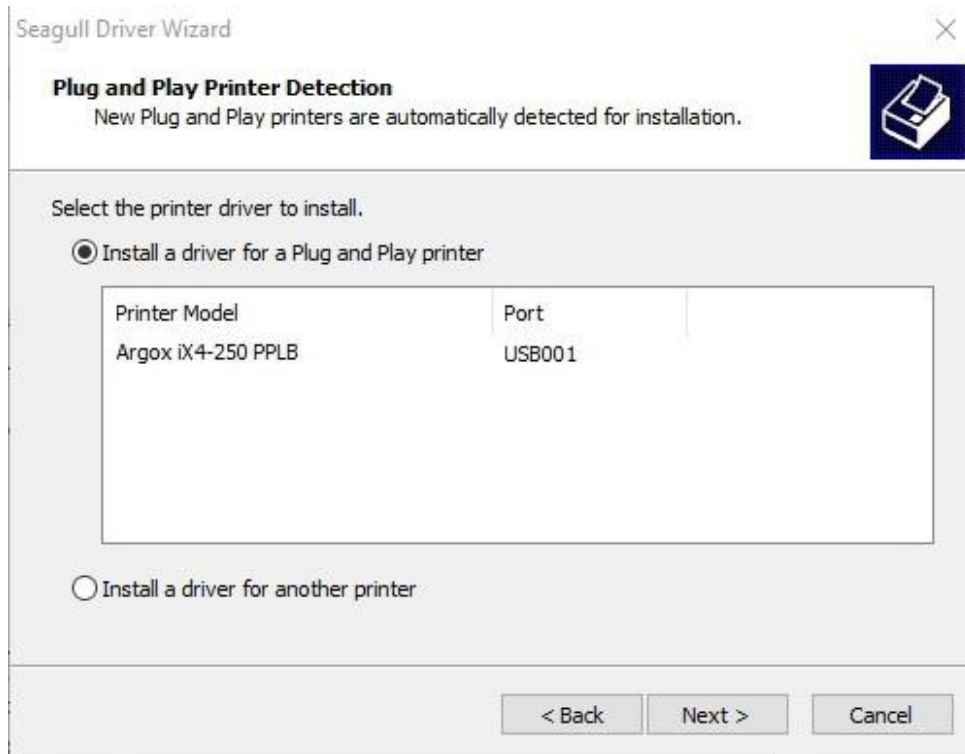 Seagull Driver Wizard
Plug and Play Printer Detection
New Plug and Play printers are automatically detected for installation.
Select the printer driver to install.
Install a driver for a Plug and Play printer
Printer Model Port
Argox iX4-250 PPLB USB001
Install a driver for another printer
< Back Next > Cancel